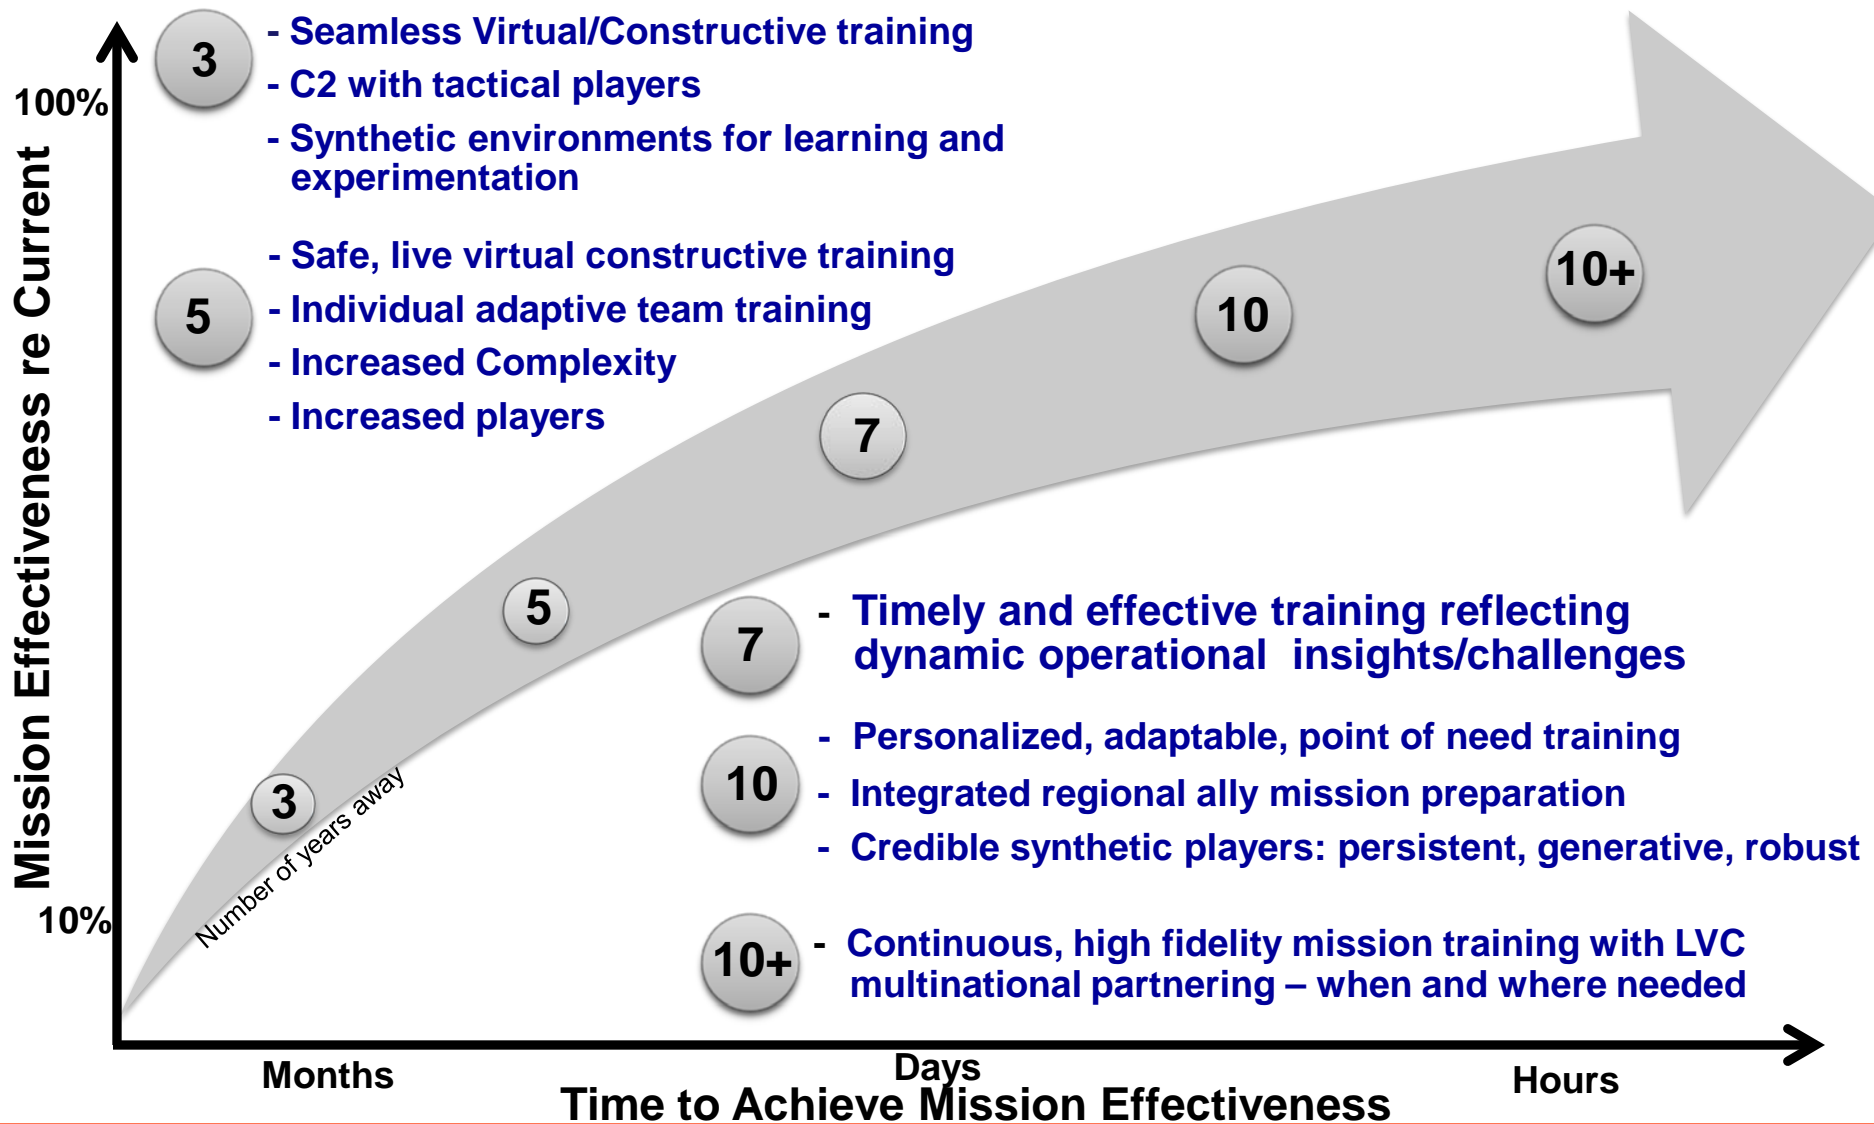 3
- Seamless Virtual/Constructive training
- C2 with tactical players
- Synthetic environments for learning and
experimentation
5
- Safe, live virtual constructive training
- Individual adaptive team training
- Increased Complexity
- Increased players
100%
Mission Effectiveness re Current
10%
3
5
7
10
10+
Number of years away
7
- Timely and effective training reflecting
dynamic operational insights/challenges
10
- Personalized, adaptable, point of need training
- Integrated regional ally mission preparation
- Credible synthetic players: persistent, generative, robust
10+
- Continuous, high fidelity mission training with LVC
multinational partnering – when and where needed
Months
Days
Hours
Time to Achieve Mission Effectiveness